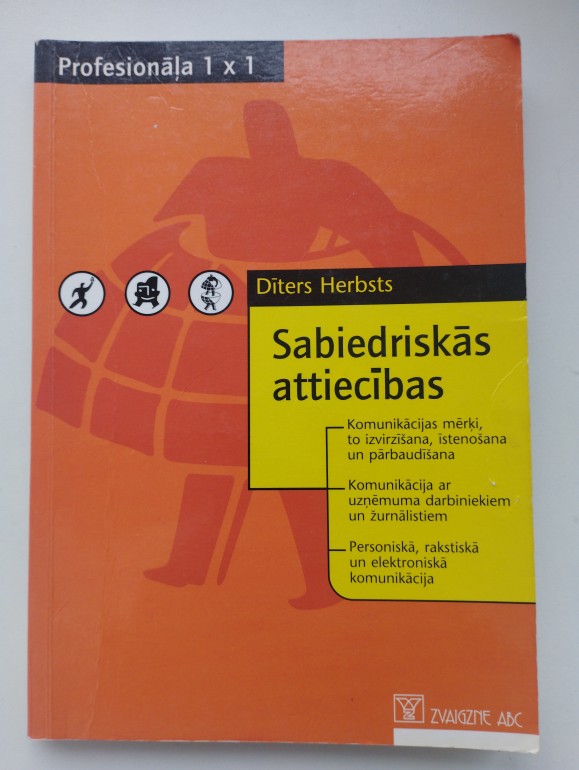 Profesionāļa 1 x 1
Dīters Herbsts
Sabiedriskās
attiecības
Komunikācijas mērķi,
to izvirzīšana, īstenošana
un pārbaudīšana
Komunikācija ar
uzņēmuma darbiniekiem
un žurnālistiem
Personiskā, rakstiskā
un elektroniskā
komunikācija
ZVAIGZNE ABC